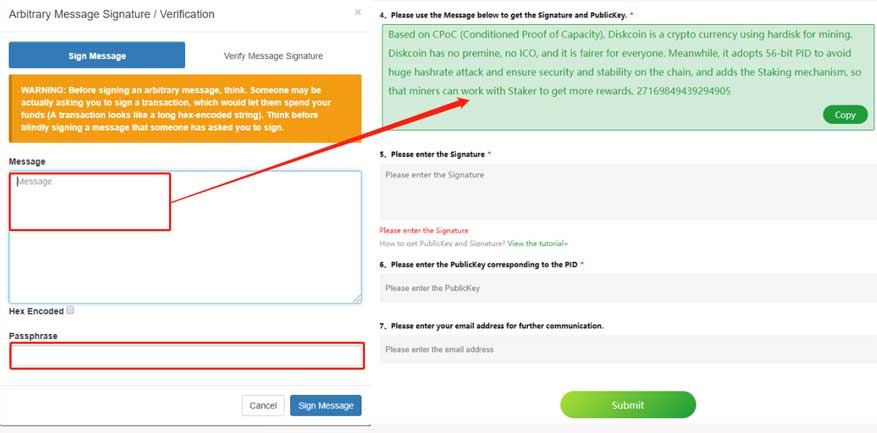 Arbitrary Message Signature / Verification
×
Sign Message
Verify Message Signature
WARNING: Before signing an arbitrary message, think. Someone may be
actually asking you to sign a transaction, which would let them spend your
funds (A transaction looks like a long hex-encoded string). Think before
blindly signing a message that someone has asked you to sign.
Message
Message
Hex Encoded
Passphrase
Cancel
Sign Message
4、Please use the Message below to get the Signature and PublicKey. *
Based on CPoC (Conditioned Proof of Capacity), Diskcoin is a crypto currency using hardisk for mining.
Diskcoin has no premine, no ICO, and it is fairer for everyone. Meanwhile, it adopts 56-bit PID to avoid
huge hashrate attack and ensure security and stability on the chain, and adds the Staking mechanism, so
that miners can work with Staker to get more rewards. 27169849439294905
Copy
5、Please enter the Signature *
Please enter the Signature
Please enter the Signature
How to get PublicKey and Signature? View the tutorial>
6、Please enter the PublicKey corresponding to the PID *
Please enter the PublicKey
7、Please enter your email address for further communication.
Please enter the email address
Submit